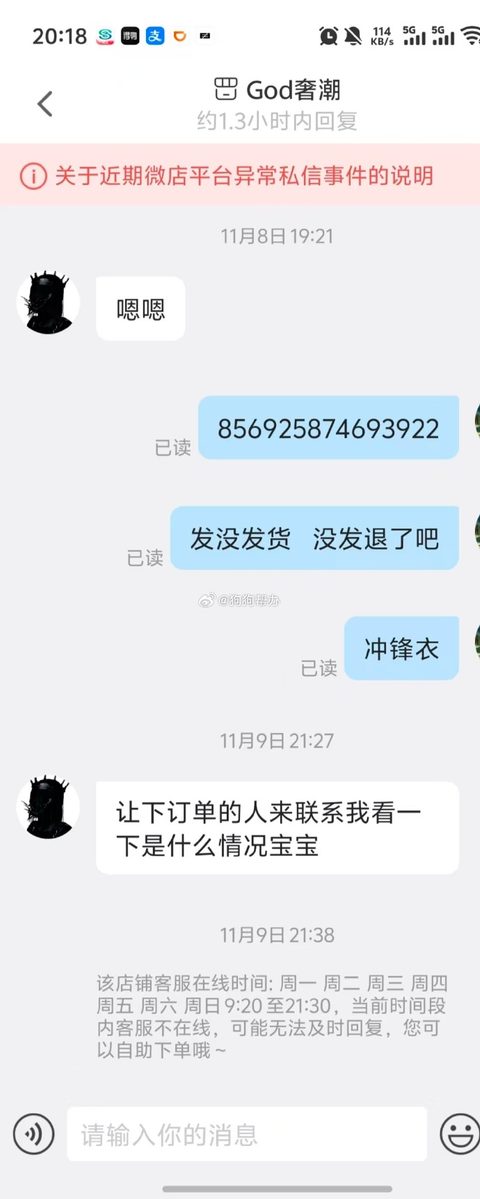 20:18
114
KB/s
5G
5G
God奢潮
约1.3小时内回复
关于近期微店平台异常私信事件的说明
11月8日 19:21
嗯嗯
856925874693922
已读
发没发货 没发退了吧
已读
@狗狗帮办
冲锋衣
已读
11月9日 21:27
让下订单的人来联系我看一
下是什么情况宝宝
11月9日 21:38
该店铺客服在线时间: 周一 周二 周三 周四
周五 周六 周日 9:20 至21:30，当前时间段
内客服不在线，可能无法及时回复，您可
以自助下单哦～
请输入你的消息